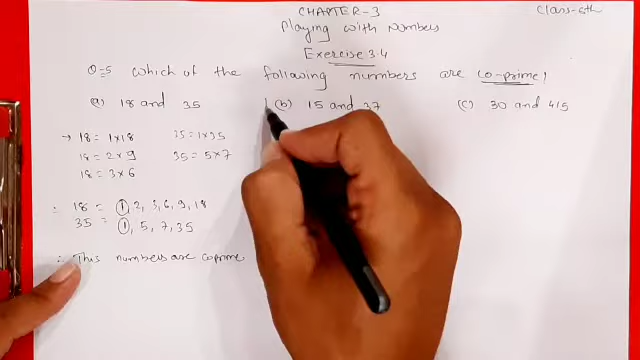 CHAPTER-3
Class-6th
Playing with Numbers
Exercise 3.4
Q-5 which of the following numbers are co-prime!
(a) 18 and 35 (b) 15 and 37 (c) 30 and 415
→ 18 = 1×18 35 = 1×35
18 = 2×9 35 = 5×7
18 = 3×6
∴ 18 = 1, 2, 3, 6, 9, 18
35 = 1, 5, 7, 35
∴ This numbers are coprime